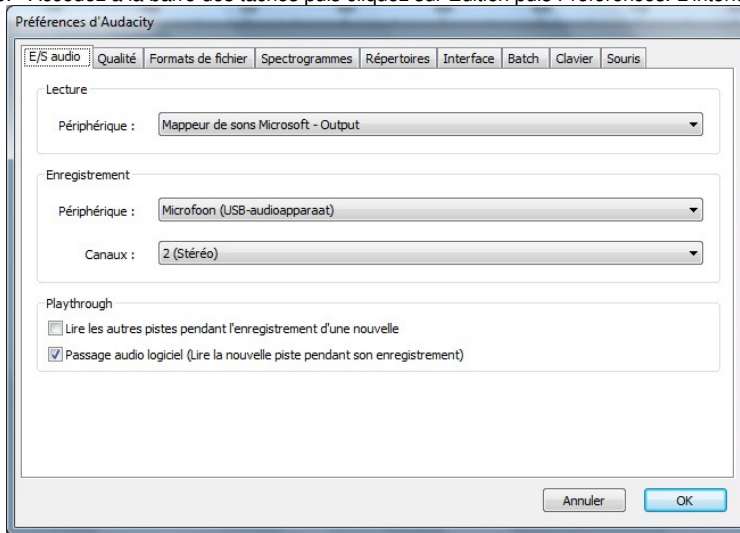 Accédez à la barre des tâches puis cliquez sur Edition puis Préférences. L'interf
Préférences d'Audacity
E/S audio Qualité Formats de fichier Spectrogrammes Répertoires Interface Batch Clavier Souris
Lecture
Périphérique : Mappeur de sons Microsoft - Output
Enregistrement
Périphérique : Microfoon (USB-audioapparaat)
Canaux : 2 (Stéréo)
Playthrough
Lire les autres pistes pendant l'enregistrement d'une nouvelle
Passage audio logiciel (Lire la nouvelle piste pendant son enregistrement)
Annuler OK